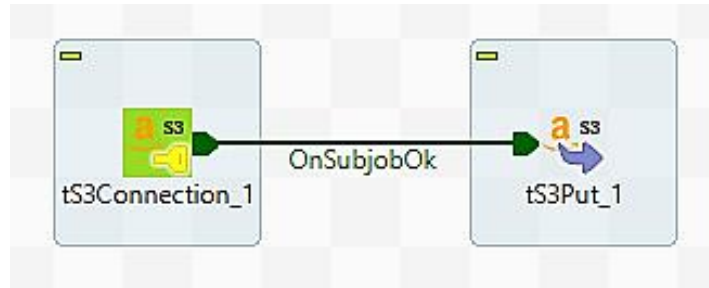 a S3
a S3
OnSubjobOk
tS3Connection_1
tS3Put_1